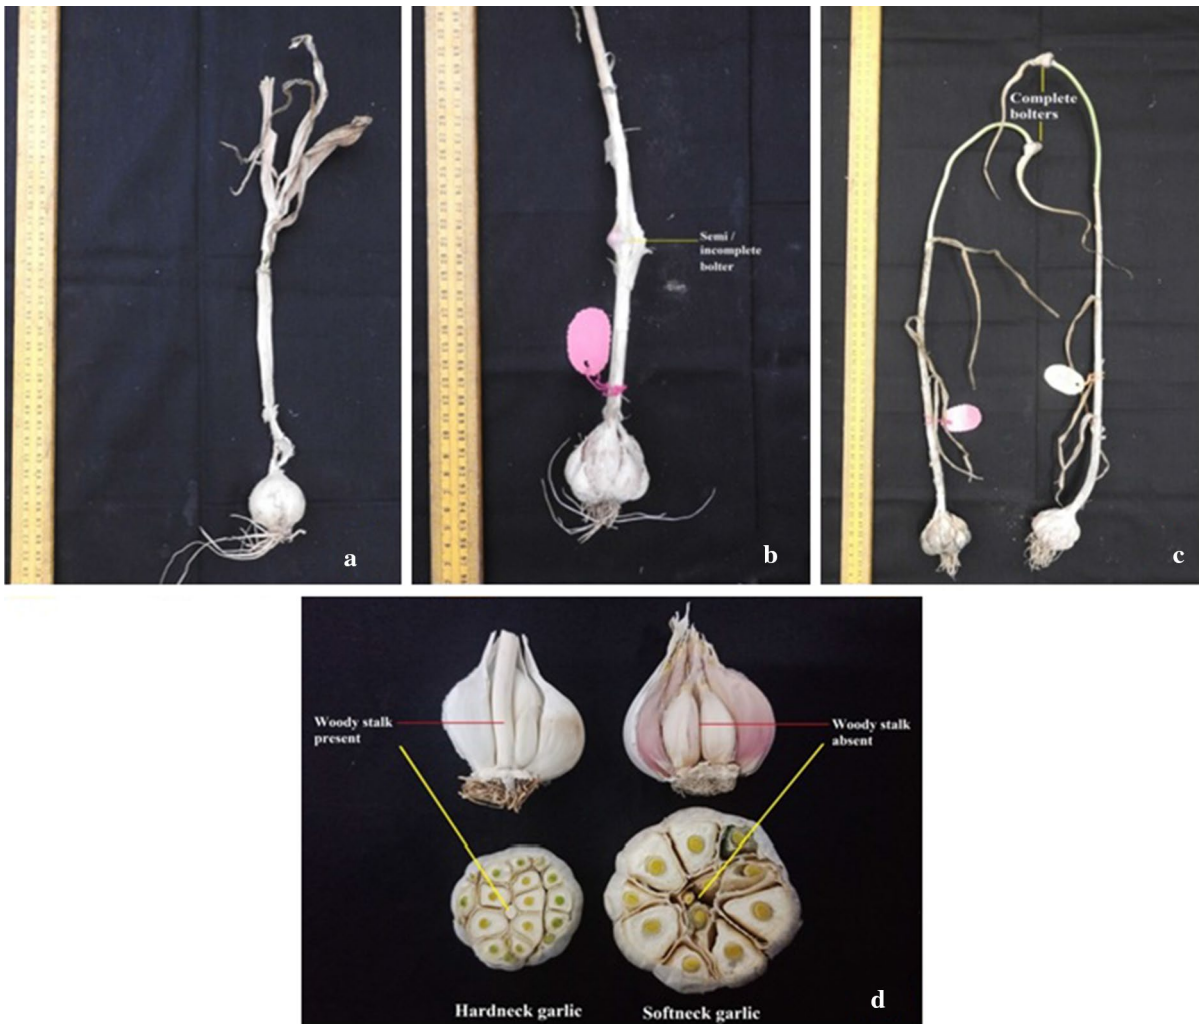 a
Semi /
incomplete
bolter
b
Complete
bolters
c
Woody stalk
present
Woody stalk
absent
Hardneck garlic
Softneck garlic
d